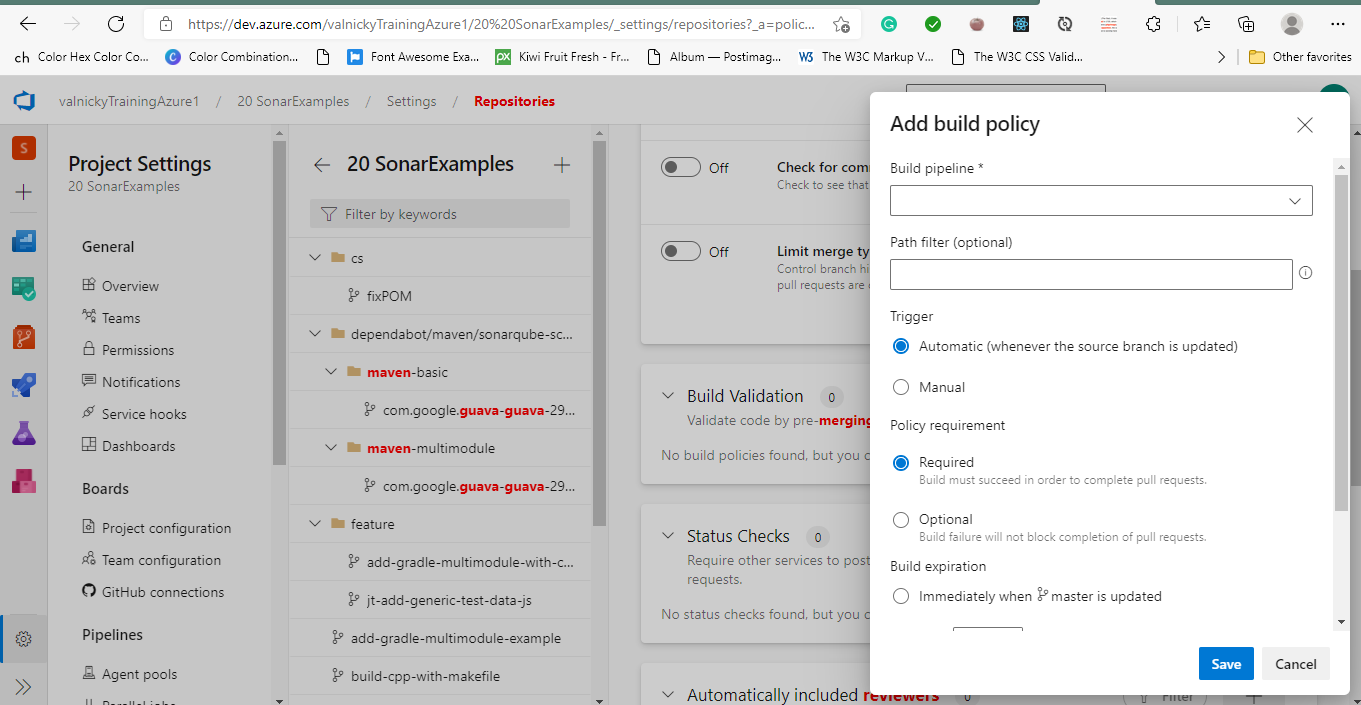 https://dev.azure.com/valnickyTrainingAzure1/20%20SonarExamples/_settings/repositories?_a=polic...
ch Color Hex Color Co...
C Color Combination...
Font Awesome Exa...
px Kiwi Fruit Fresh - Fr...
Album — Postimag...
W3 The W3C Markup V...
The W3C CSS Valid...
Other favorites
valnickyTrainingAzure1 / 20 SonarExamples / Settings / Repositories
S
Project Settings
20 SonarExamples
General
Overview
Teams
Permissions
Notifications
Service hooks
Dashboards
Boards
Project configuration
Team configuration
GitHub connections
Pipelines
Agent pools
Parallel jobs
20 SonarExamples
Filter by keywords
cs
fixPOM
dependabot/maven/sonarqube-sc...
maven-basic
com.google.guava-guava-29...
maven-multimodule
com.google.guava-guava-29...
feature
add-gradle-multimodule-with-c...
jt-add-generic-test-data-js
add-gradle-multimodule-example
build-cpp-with-makefile
Off
Check for com
Check to see that
Off
Limit merge ty
Control branch hi
pull requests are
Build Validation 0
Validate code by pre-merging
No build policies found, but you c
Status Checks 0
Require other services to post
requests.
No status checks found, but you c
Automatically included reviewers 0
Filter
Add build policy
Build pipeline *
Path filter (optional)
Trigger
Automatic (whenever the source branch is updated)
Manual
Policy requirement
Required
Build must succeed in order to complete pull requests.
Optional
Build failure will not block completion of pull requests.
Build expiration
Immediately when master is updated
Save
Cancel